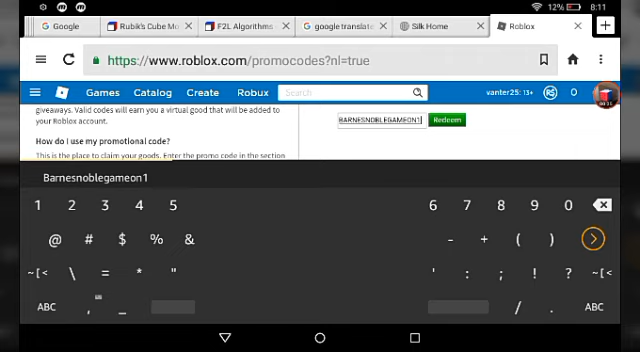 12% 8:11
Google
Rubik's Cube Mo
F2L Algorithms
google translate
Silk Home
Roblox
https://www.roblox.com/promocodes?nl=true
Games Catalog Create Robux Search vanter25: 13+ R$ 0
giveaways. Valid codes will earn you a virtual good that will be added to
your Roblox account.
How do I use my promotional code?
This is the place to claim your goods. Enter the promo code in the section
BARNESNOBLEGAMEON1 Redeem
Barnesnoblegameon1
1 2 3 4 5 6 7 8 9 0
@ # $ % & - + ( )
~[< \ = * " ' : ; ! ? ~[<
ABC , _ / . ABC